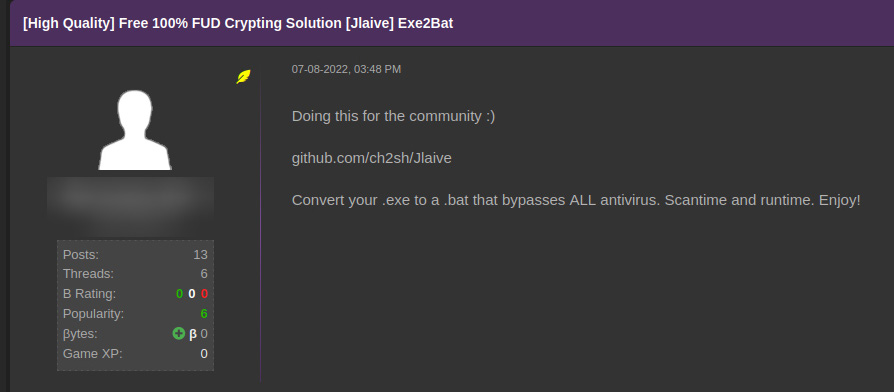 [High Quality] Free 100% FUD Crypting Solution [Jlaive] Exe2Bat
07-08-2022, 03:48 PM
Doing this for the community :)
github.com/ch2sh/Jlaive
Convert your .exe to a .bat that bypasses ALL antivirus. Scantime and runtime. Enjoy!
Posts: 13
Threads: 6
B Rating: 0 0 0
Popularity: 6
βytes: β 0
Game XP: 0